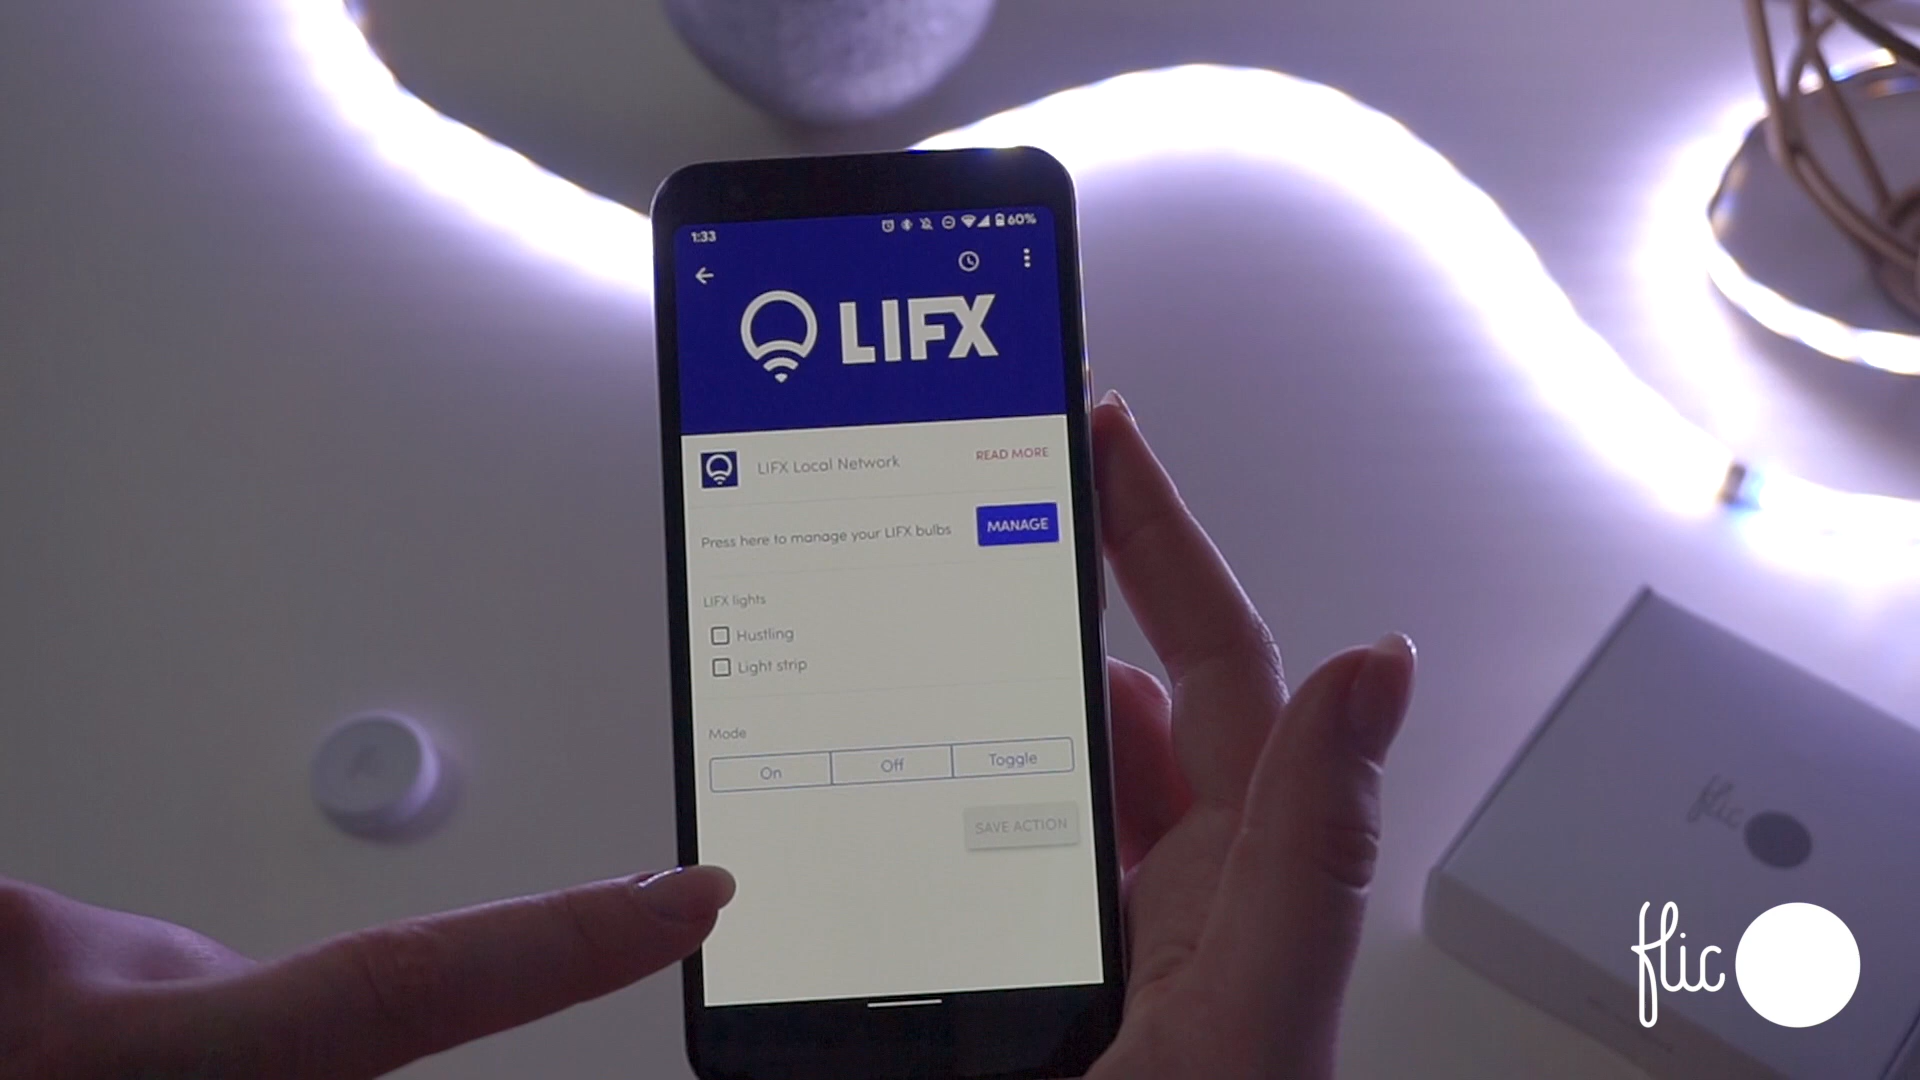 1:33
60%
LIFX
LIFX Local Network
READ MORE
Press here to manage your LIFX bulbs
MANAGE
LIFX lights
Hustling
Light strip
Mode
On
Off
Toggle
SAVE ACTION
flic
flic